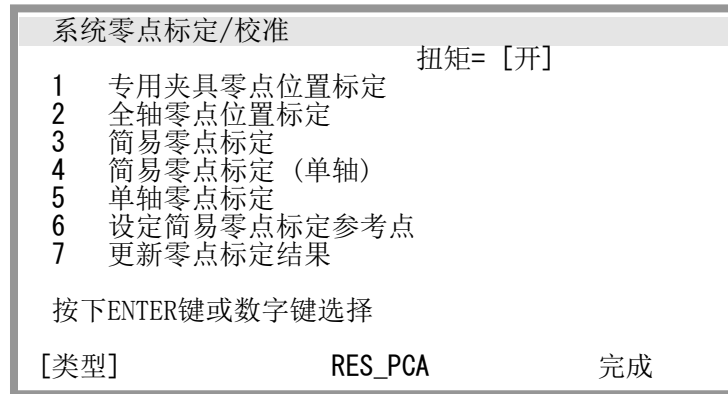 系统零点标定/校准
扭矩= [开]
1 专用夹具零点位置标定
2 全轴零点位置标定
3 简易零点标定
4 简易零点标定 (单轴)
5 单轴零点标定
6 设定简易零点标定参考点
7 更新零点标定结果
按下ENTER键或数字键选择
[类型] RES_PCA 完成